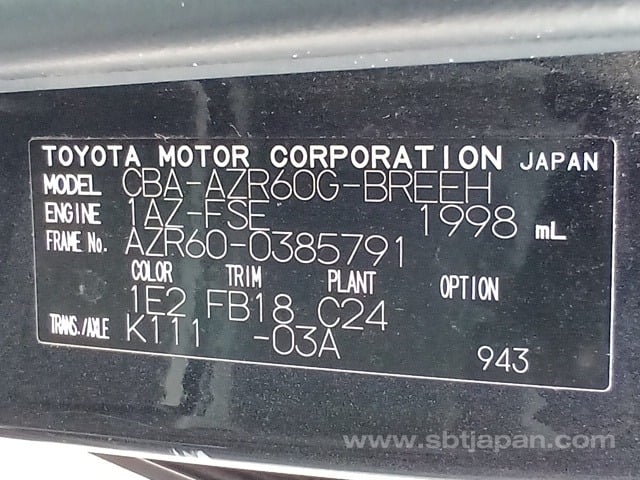 TOYOTA MOTOR CORPORATION JAPAN
MODEL CBA-AZR60G-BREEH
ENGINE 1AZ-FSE 1998 mL
FRAME No. AZR60-0385791
COLOR TRIM PLANT OPTION
1E2 FB18 C24
TRANS./AXLE K111 -03A 943
www.sbtjapan.com